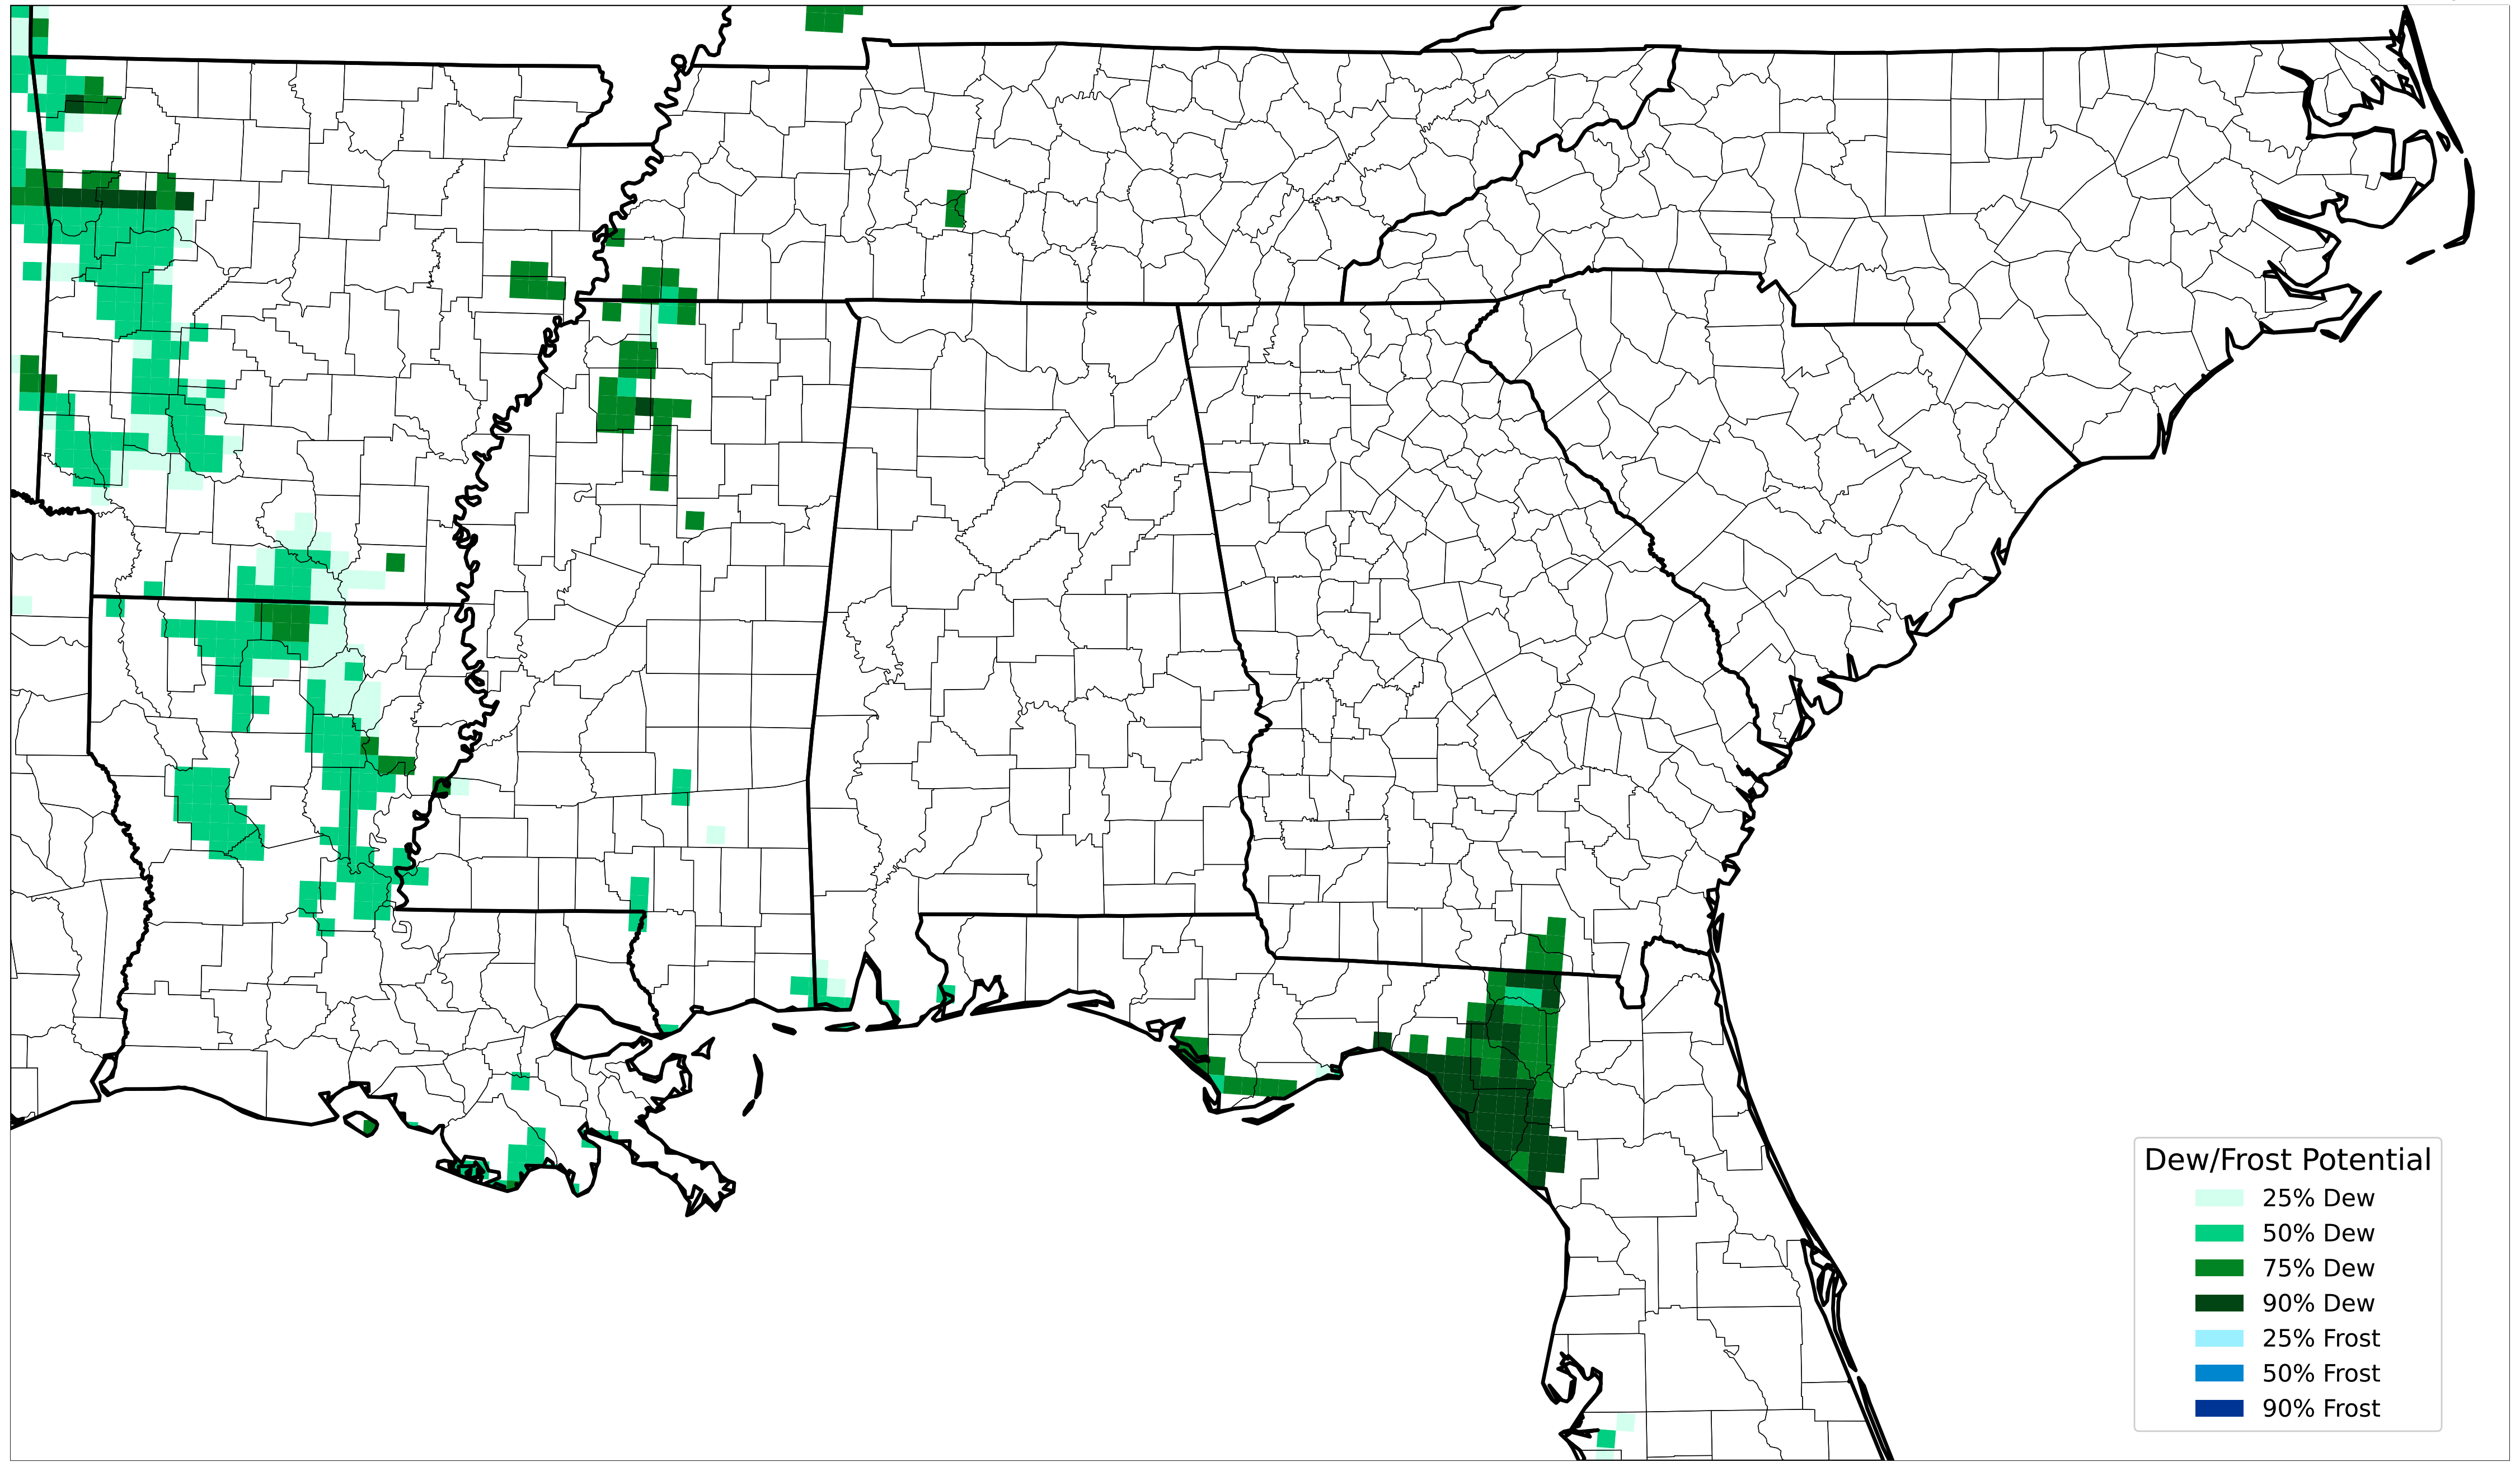 Dew/Frost Potential
25% Dew
50% Dew
75% Dew
90% Dew
25% Frost
50% Frost
90% Frost